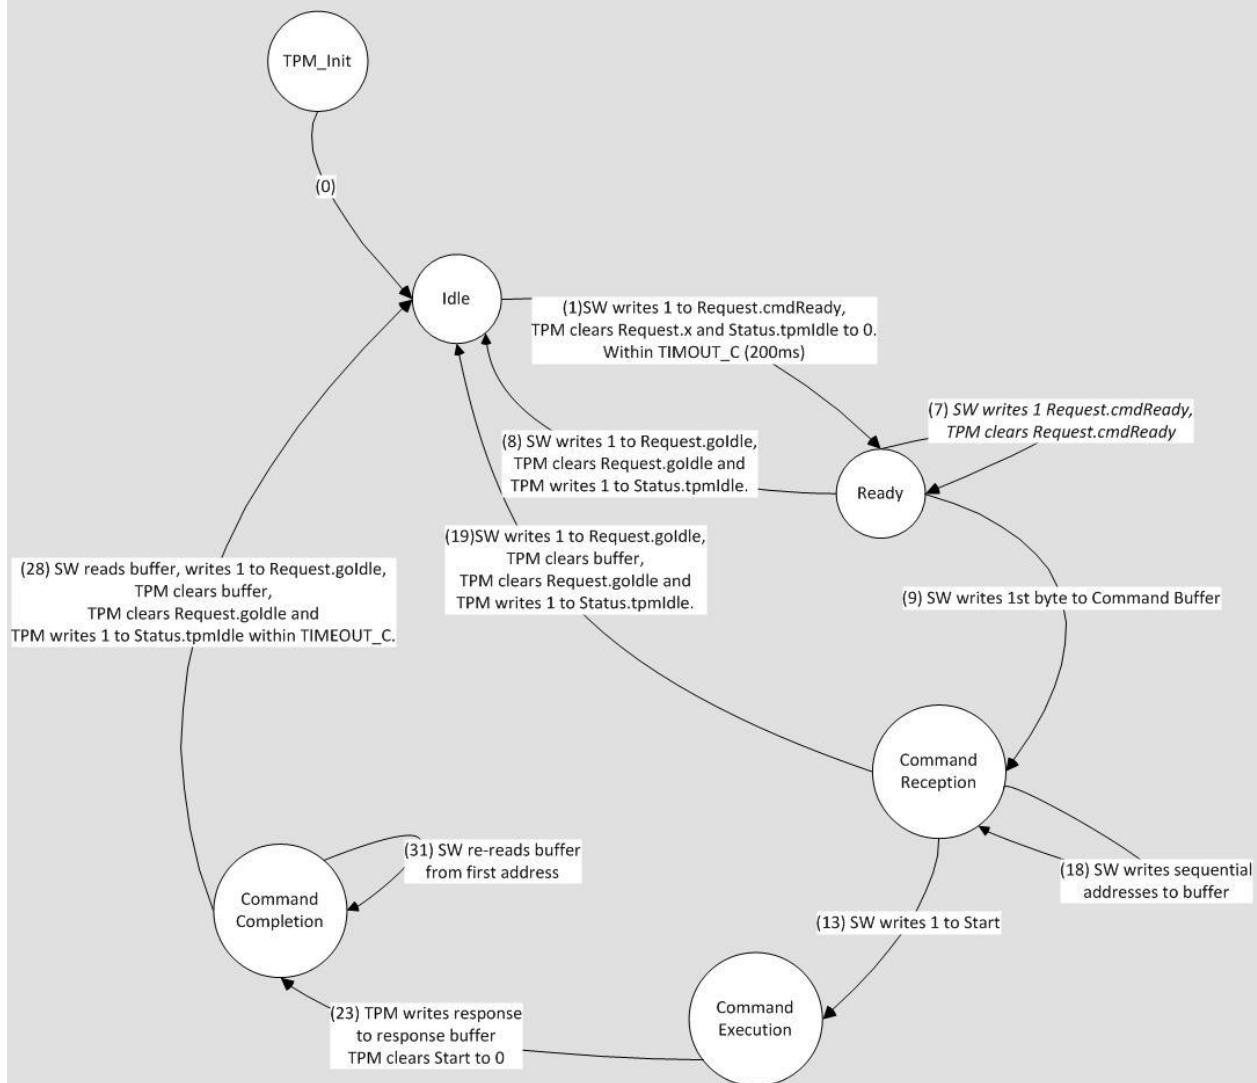 TPM_Init
(0)
Idle
(1)SW writes 1 to Request.cmdReady,
TPM clears Request.x and Status.tpmIdle to 0.
Within TIMOUT_C (200ms)
(7) SW writes 1 Request.cmdReady,
TPM clears Request.cmdReady
(8) SW writes 1 to Request.goIdle,
TPM clears Request.goIdle and
TPM writes 1 to Status.tpmIdle.
Ready
(19)SW writes 1 to Request.goIdle,
TPM clears buffer,
TPM clears Request.goIdle and
TPM writes 1 to Status.tpmIdle.
(28) SW reads buffer, writes 1 to Request.goIdle,
TPM clears buffer,
TPM clears Request.goIdle and
TPM writes 1 to Status.tpmIdle within TIMEOUT_C.
(9) SW writes 1st byte to Command Buffer
Command
Reception
(31) SW re-reads buffer
from first address
(18) SW writes sequential
addresses to buffer
Command
Completion
(13) SW writes 1 to Start
(23) TPM writes response
to response buffer
TPM clears Start to 0
Command
Execution